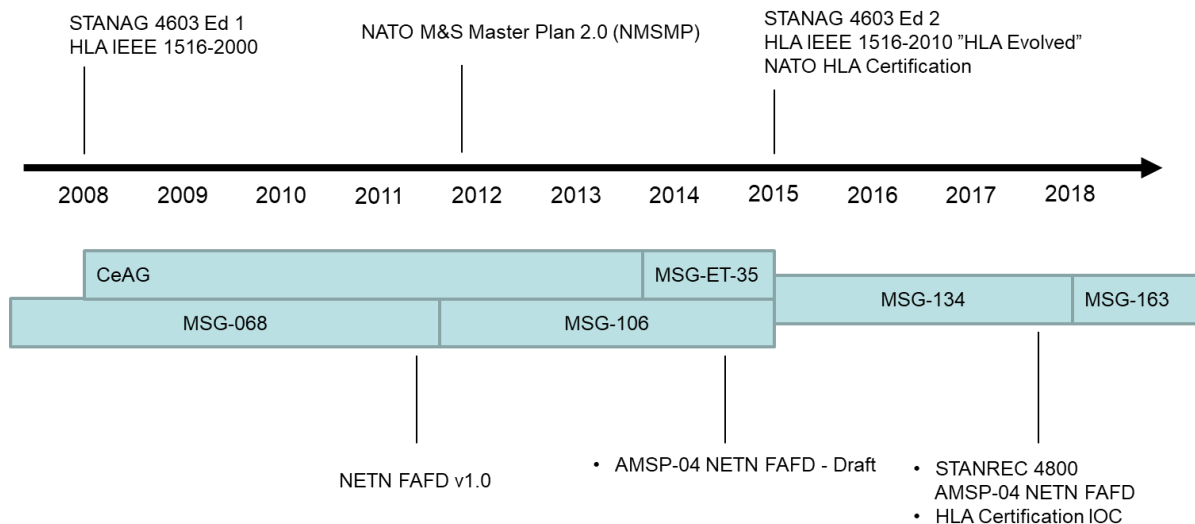 STANAG 4603 Ed 1
HLA IEEE 1516-2000
NATO M&S Master Plan 2.0 (NMSMP)
STANAG 4603 Ed 2
HLA IEEE 1516-2010 ”HLA Evolved”
NATO HLA Certification
2008 2009 2010 2011 2012 2013 2014 2015 2016 2017 2018
CeAG
MSG-ET-35
MSG-068
MSG-106
MSG-134
MSG-163
NETN FAFD v1.0
• AMSP-04 NETN FAFD - Draft
• STANREC 4800
AMSP-04 NETN FAFD
• HLA Certification IOC